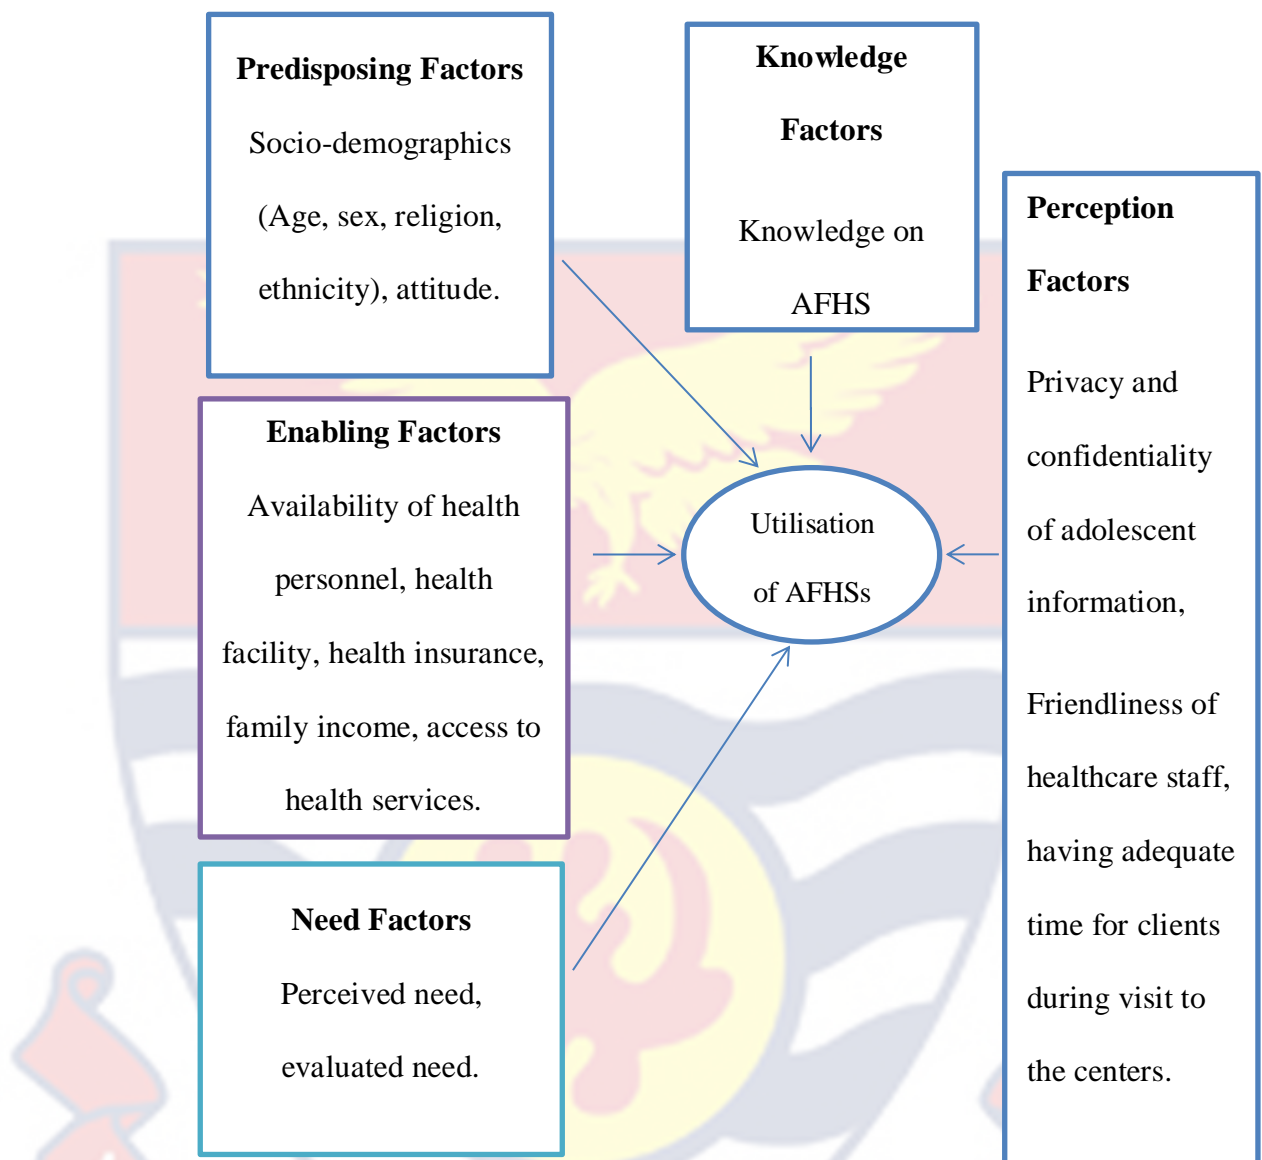 Predisposing Factors
Socio-demographics
(Age, sex, religion,
ethnicity), attitude.
Knowledge
Factors
Knowledge on
AFHS
Perception
Factors
Privacy and
confidentiality
of adolescent
information,
Friendliness of
healthcare staff,
having adequate
time for clients
during visit to
the centers.
Enabling Factors
Availability of health
personnel, health
facility, health insurance,
family income, access to
health services.
Utilisation
of AFHSs
Need Factors
Perceived need,
evaluated need.